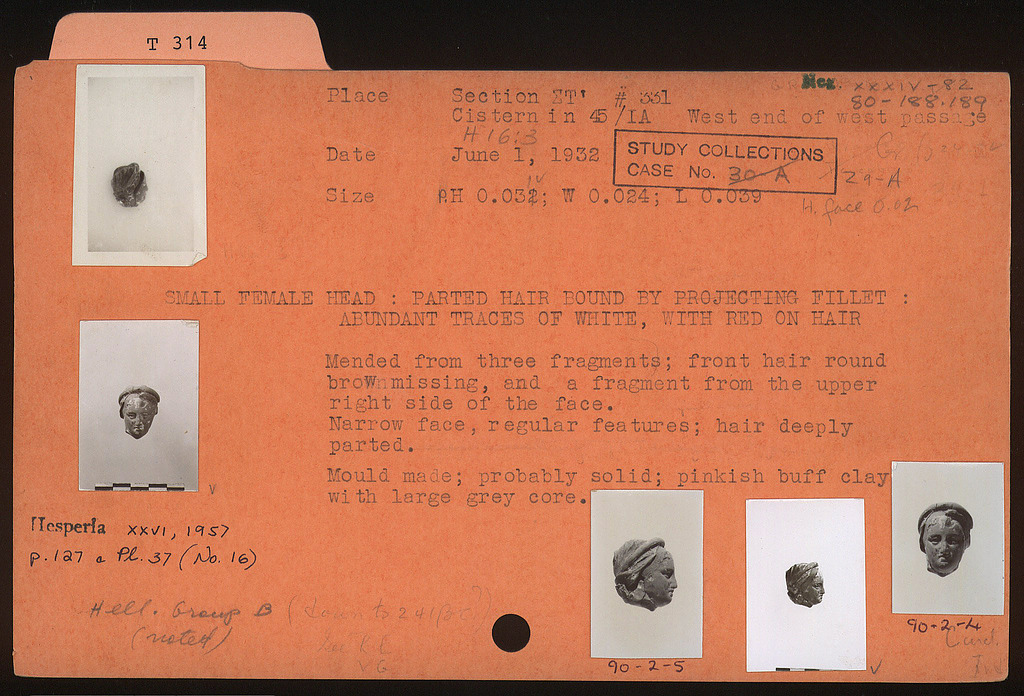 T 314
Neg. XXXIV-82
80-188.189
Place Section ΣT' # 331
Cistern in 45/IA West end of west passage
H 16:3
Date June 1, 1932
STUDY COLLECTIONS
CASE No. 30-A
29-A
Size P.H 0.032; W 0.024; L 0.039
H. face 0.02
SMALL FEMALE HEAD : PARTED HAIR BOUND BY PROJECTING FILLET :
ABUNDANT TRACES OF WHITE, WITH RED ON HAIR
Mended from three fragments; front hair round
brow missing, and a fragment from the upper
right side of the face.
Narrow face, regular features; hair deeply
parted.
Mould made; probably solid; pinkish buff clay
with large grey core.
V
Hesperia XXVI, 1957
p. 127 a Pl. 37 (No. 16)
Hell. Group B (down to 241 B.C.?)
(noted)
90-2-5
V
90-2-4